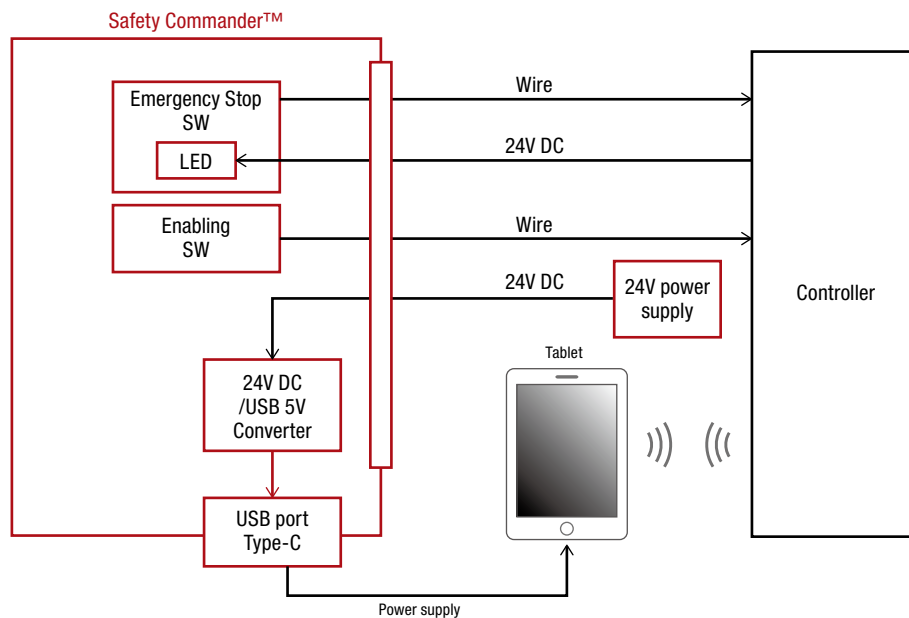 Safety Commander™
Emergency Stop
SW
LED
Wire
24V DC
Enabling
SW
Wire
24V DC
24V power
supply
Controller
Tablet
24V DC
/USB 5V
Converter
USB port
Type-C
Power supply